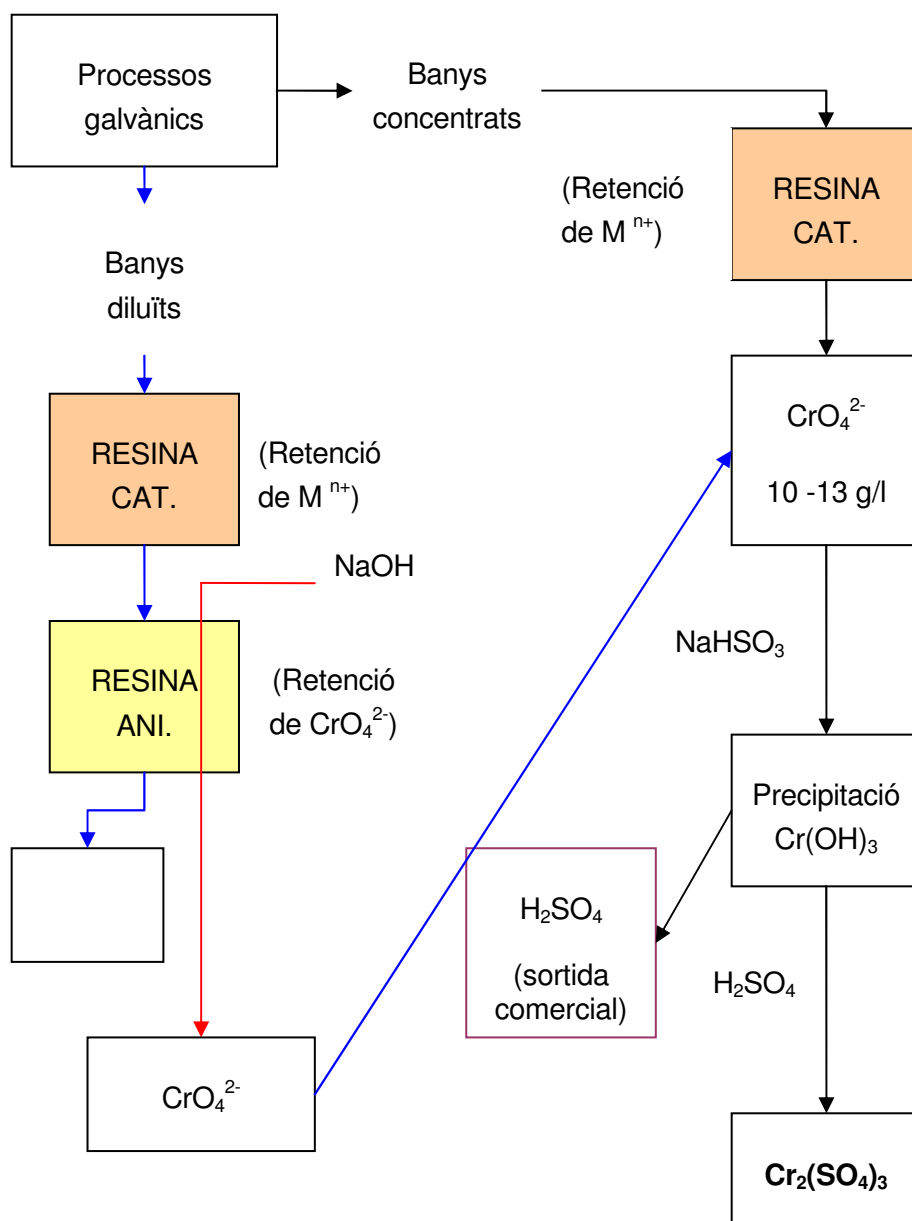 Processos
galvànics
Banys
concentrats
(Retenció
de M ⁿ⁺)
RESINA
CAT.
Banys
diluïts
CrO₄²⁻
10 -13 g/l
RESINA
CAT.
(Retenció
de M ⁿ⁺)
NaOH
NaHSO₃
RESINA
ANI.
(Retenció
de CrO₄²⁻)
Precipitació
Cr(OH)₃
H₂SO₄
(sortida
comercial)
H₂SO₄
CrO₄²⁻
Cr₂(SO₄)₃